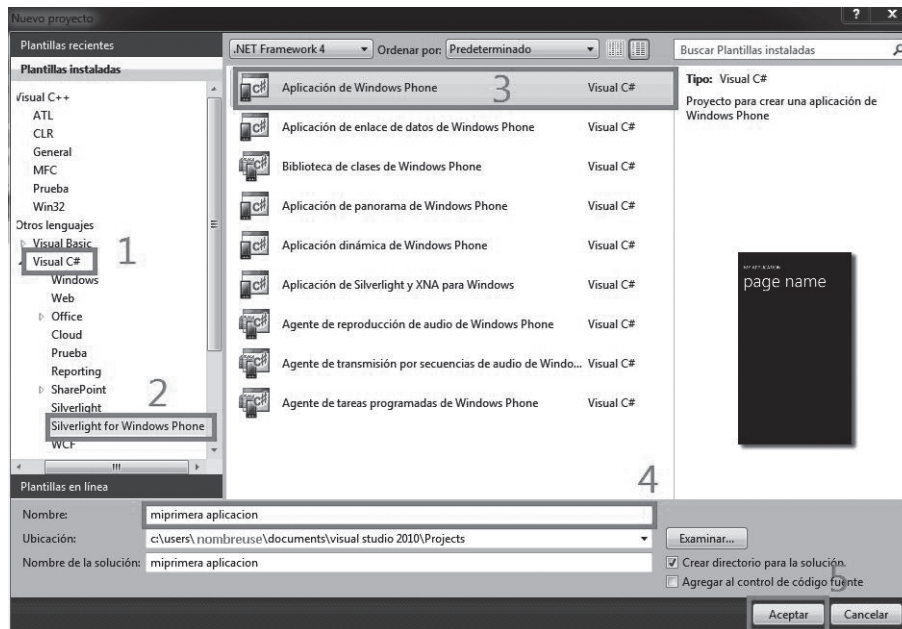 Nuevo proyecto
? x
Plantillas recientes
Plantillas instaladas
Visual C++
ATL
CLR
General
MFC
Prueba
Win32
Otros lenguajes
Visual Basic
Visual C#
1
Windows
Web
Office
Cloud
Prueba
Reporting
SharePoint
Silverlight
2
Silverlight for Windows Phone
WCF
Plantillas en línea
.NET Framework 4 Ordenar por: Predeterminado
Aplicación de Windows Phone 3 Visual C#
Aplicación de enlace de datos de Windows Phone Visual C#
Biblioteca de clases de Windows Phone Visual C#
Aplicación de panorama de Windows Phone Visual C#
Aplicación dinámica de Windows Phone Visual C#
Aplicación de Silverlight y XNA para Windows Visual C#
Agente de reproducción de audio de Windows Phone Visual C#
Agente de transmisión por secuencias de audio de Windo... Visual C#
Agente de tareas programadas de Windows Phone Visual C#
4
Buscar Plantillas instaladas
Tipo: Visual C#
Proyecto para crear una aplicación de
Windows Phone
MY APPLICATION
page name
Nombre: miprimera aplicacion
Ubicación: c:\users\nombreuse\documents\visual studio 2010\Projects Examinar...
Nombre de la solución: miprimera aplicacion
Crear directorio para la solución
Agregar al control de código fuente
5
Aceptar Cancelar